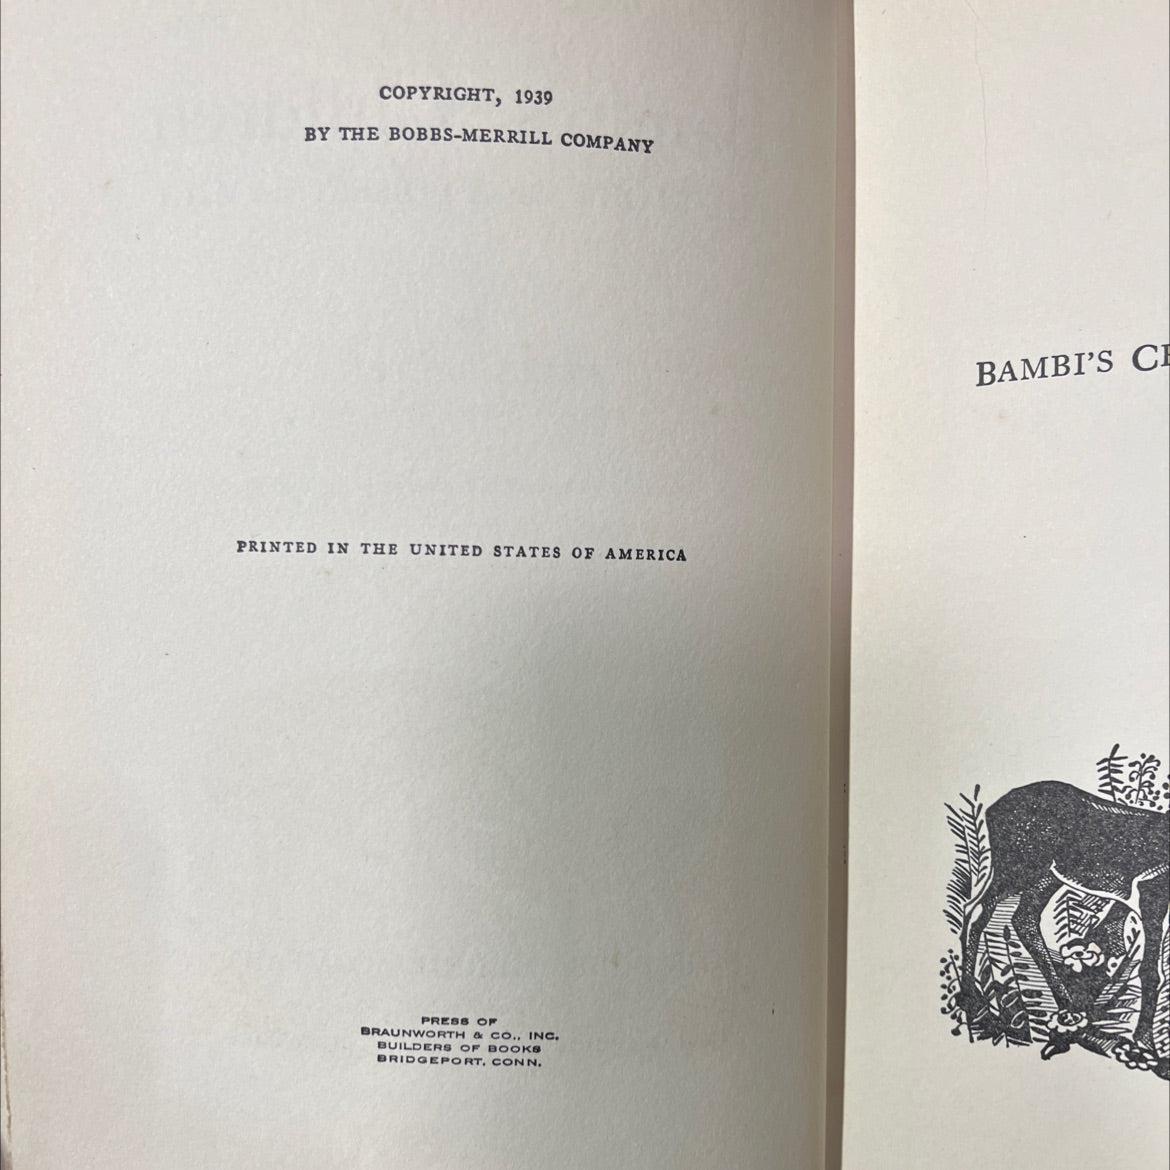 COPYRIGHT, 1939
BY THE BOBBS-MERRILL COMPANY
PRINTED IN THE UNITED STATES OF AMERICA
PRESS OF
BRAUNWORTH & CO., INC.
BUILDERS OF BOOKS
BRIDGEPORT, CONN.
BAMBI'S